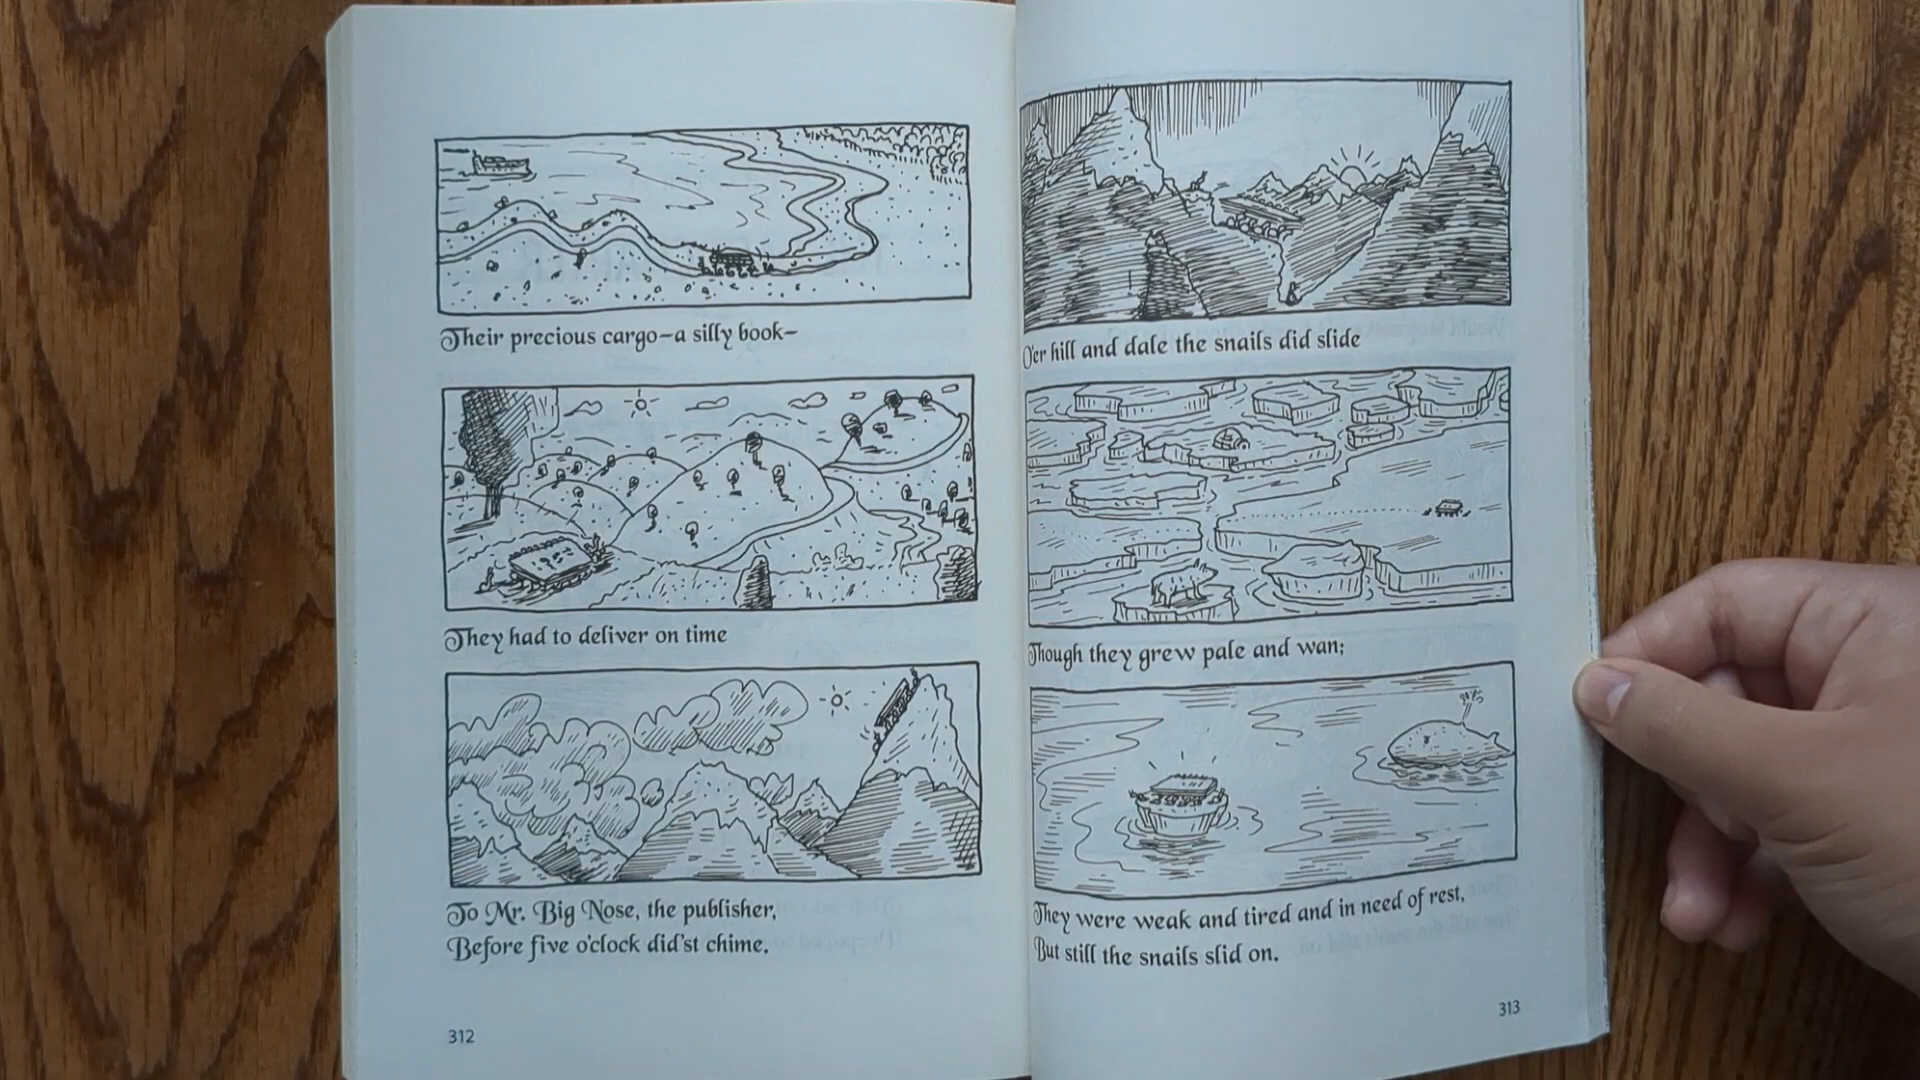 Their precious cargo—a silly book—
They had to deliver on time
To Mr. Big Nose, the publisher,
Before five o'clock did'st chime.
312
O'er hill and dale the snails did slide
Though they grew pale and wan;
They were weak and tired and in need of rest,
But still the snails slid on.
313